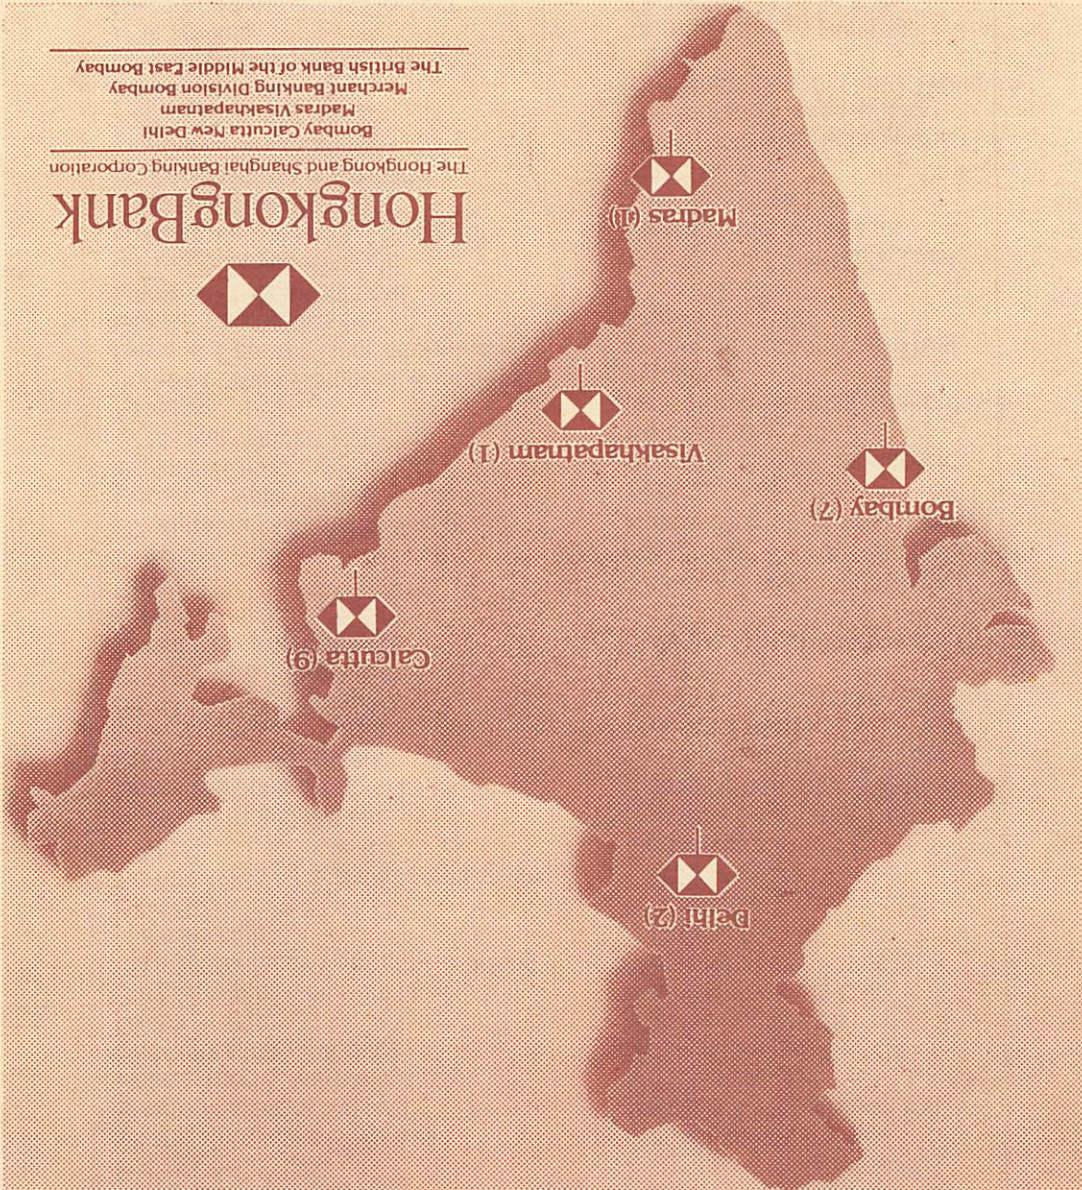 Delhi (2)
Calcutta (9)
Bombay (7)
Visakhapatnam (1)
Madras (1)
HongkongBank
The Hongkong and Shanghai Banking Corporation
Bombay Calcutta New Delhi
Madras Visakhapatnam
Merchant Banking Division Bombay
The British Bank of the Middle East Bombay